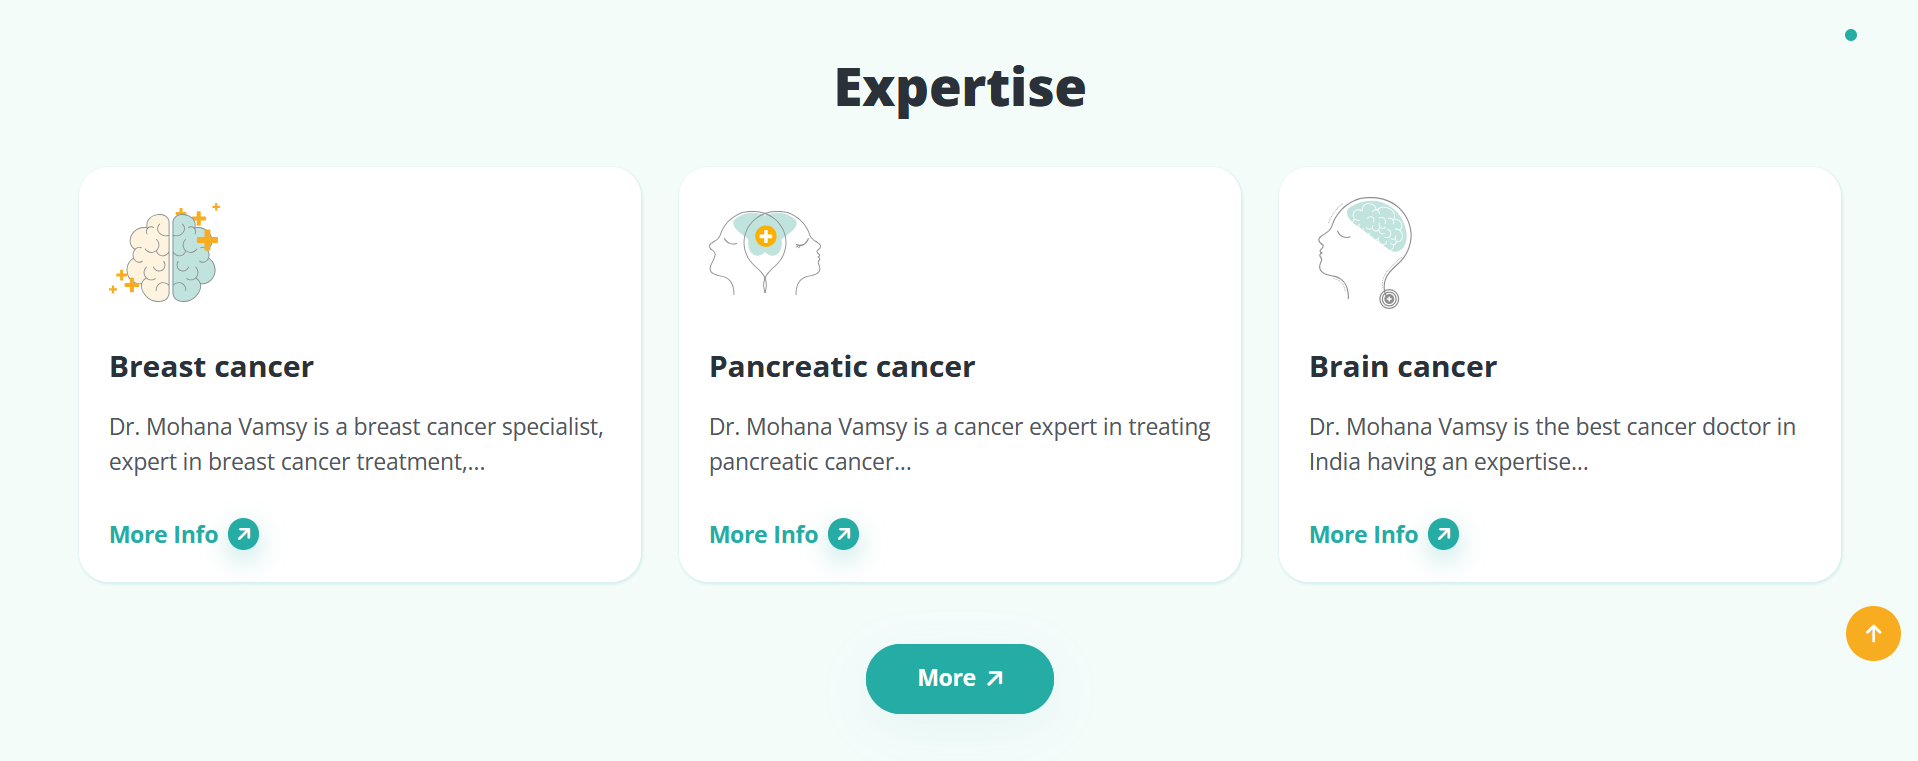 Expertise
Breast cancer
Dr. Mohana Vamsy is a breast cancer specialist,
expert in breast cancer treatment,...
More Info
Pancreatic cancer
Dr. Mohana Vamsy is a cancer expert in treating
pancreatic cancer...
More Info
Brain cancer
Dr. Mohana Vamsy is the best cancer doctor in
India having an expertise...
More Info
More